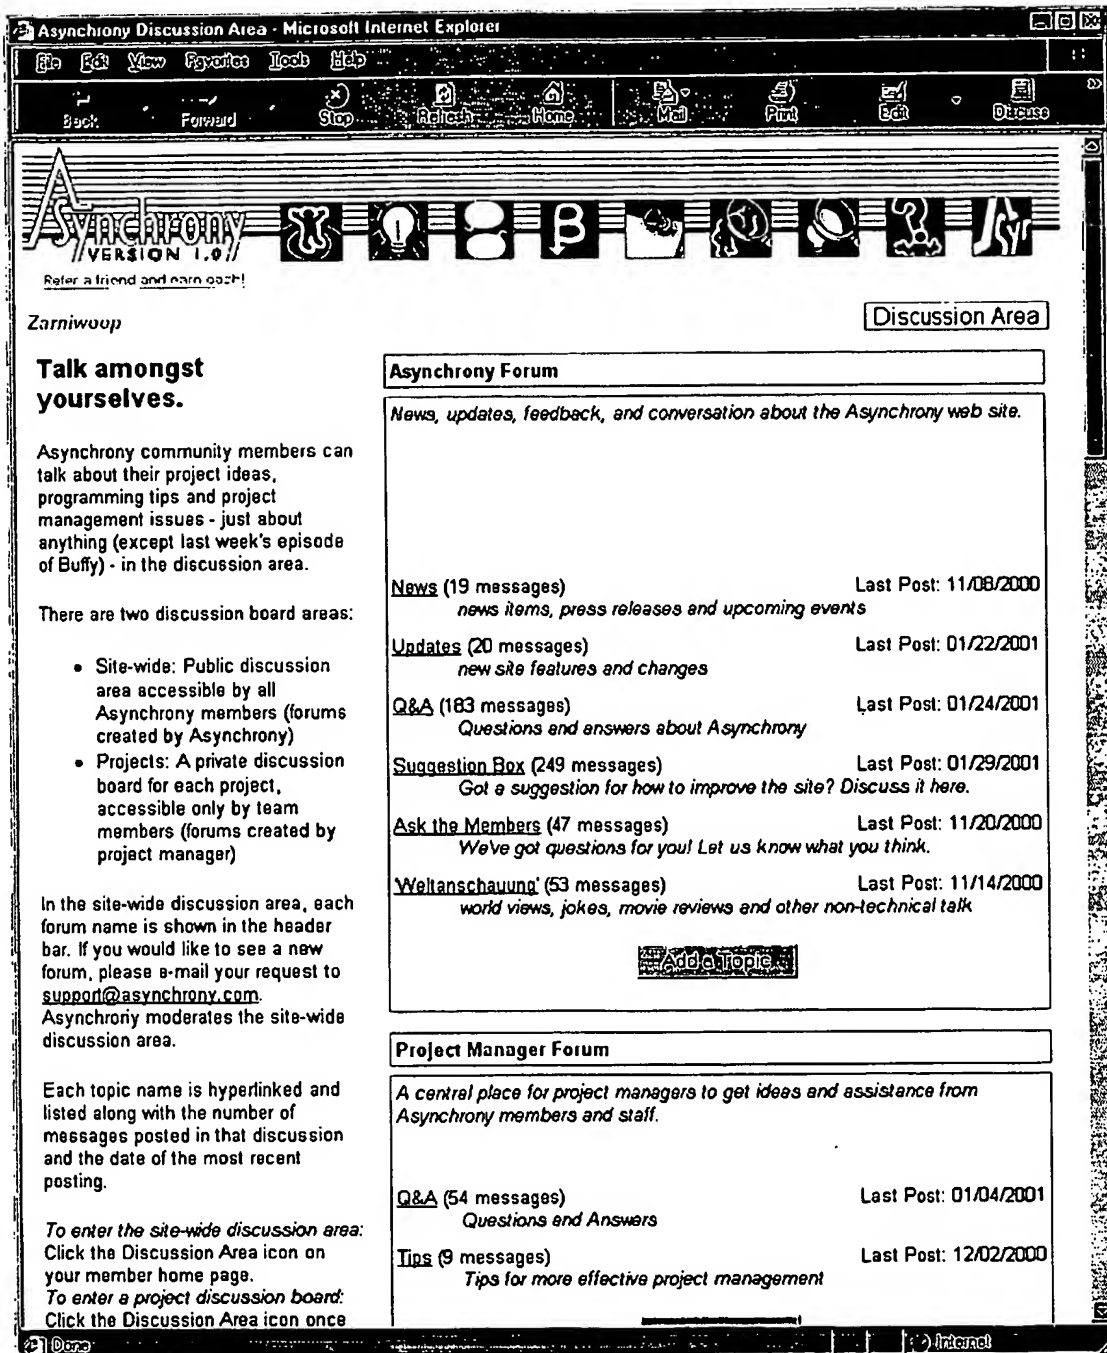 Asynchrony Discussion Area - Microsoft Internet Explorer
File Edit View Favorites Tools Help
Back Forward Stop Refresh Home Mail Print Edit Discuss
Asynchrony
VERSION 1.0
Refer a friend and earn cash!
Zarniwoop
Discussion Area
Talk amongst
yourselves.
Asynchrony community members can
talk about their project ideas,
programming tips and project
management issues - just about
anything (except last week's episode
of Buffy) - in the discussion area.
There are two discussion board areas:
• Site-wide: Public discussion
area accessible by all
Asynchrony members (forums
created by Asynchrony)
• Projects: A private discussion
board for each project,
accessible only by team
members (forums created by
project manager)
In the site-wide discussion area, each
forum name is shown in the header
bar. If you would like to see a new
forum, please e-mail your request to
support@asynchrony.com.
Asynchrony moderates the site-wide
discussion area.
Each topic name is hyperlinked and
listed along with the number of
messages posted in that discussion
and the date of the most recent
posting.
To enter the site-wide discussion area:
Click the Discussion Area icon on
your member home page.
To enter a project discussion board:
Click the Discussion Area icon once
Asynchrony Forum
News, updates, feedback, and conversation about the Asynchrony web site.
News (19 messages) Last Post: 11/08/2000
news items, press releases and upcoming events
Updates (20 messages) Last Post: 01/22/2001
new site features and changes
Q&A (183 messages) Last Post: 01/24/2001
Questions and answers about Asynchrony
Suggestion Box (249 messages) Last Post: 01/29/2001
Got a suggestion for how to improve the site? Discuss it here.
Ask the Members (47 messages) Last Post: 11/20/2000
We've got questions for you! Let us know what you think.
'Weltanschauung' (53 messages) Last Post: 11/14/2000
world views, jokes, movie reviews and other non-technical talk
Add a Topic
Project Manager Forum
A central place for project managers to get ideas and assistance from
Asynchrony members and staff.
Q&A (54 messages) Last Post: 01/04/2001
Questions and Answers
Tips (9 messages) Last Post: 12/02/2000
Tips for more effective project management
Done Internet